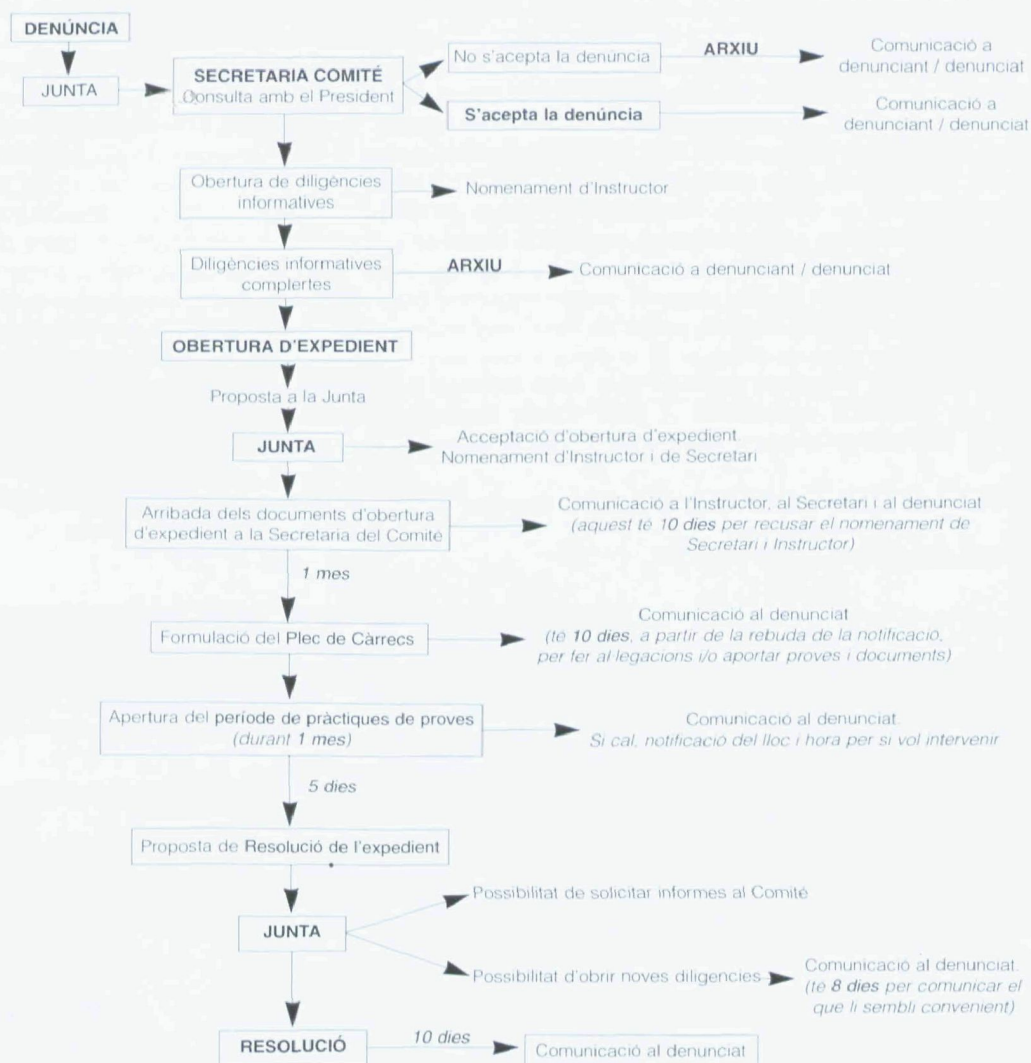 DENÚNCIA
JUNTA
SECRETARIA COMITÉ
Consulta amb el President
No s'acepta la denúncia
ARXIU
Comunicació a
denunciant / denunciat
S'acepta la denúncia
Comunicació a
denunciant / denunciat
Obertura de diligències
informatives
Nomenament d'Instructor
Diligències informatives
complertes
ARXIU
Comunicació a denunciant / denunciat
OBERTURA D'EXPEDIENT
Proposta a la Junta
JUNTA
Acceptació d'obertura d'expedient.
Nomenament d'Instructor i de Secretari
Arribada dels documents d'obertura
d'expedient a la Secretaria del Comitè
Comunicació a l'Instructor, al Secretari i al denunciat
(aquest té 10 dies per recusar el nomenament de
Secretari i Instructor)
1 mes
Formulació del Plec de Càrrecs
Comunicació al denunciat
(té 10 dies, a partir de la rebuda de la notificació,
per fer al·legacions i/o aportar proves i documents)
Apertura del període de pràctiques de proves
(durant 1 mes)
Comunicació al denunciat.
Si cal, notificació del lloc i hora per si vol intervenir
5 dies
Proposta de Resolució de l'expedient
Possibilitat de solicitar informes al Comité
JUNTA
Possibilitat d'obrir noves diligencies
Comunicació al denunciat.
(té 8 dies per comunicar el
que li sembli convenient)
RESOLUCIÓ
10 dies
Comunicació al denunciat